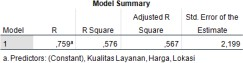 Model Summary
Model R R Square Adjusted R Square Std. Error of the Estimate
1 ,759a ,576 ,567 2,199
a. Predictors: (Constant), Kualitas Layanan, Harga, Lokasi